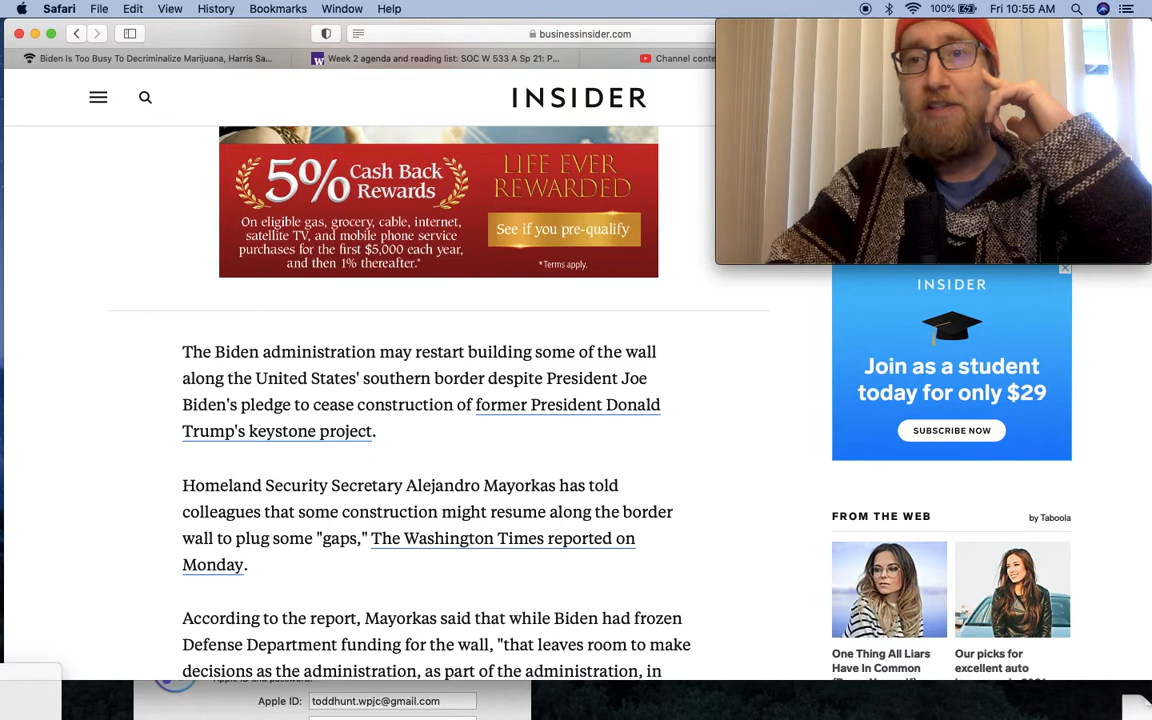 Safari File Edit View History Bookmarks Window Help 100% Fri 10:55 AM
businessinsider.com
Biden Is Too Busy To Decriminalize Marijuana, Harris Sa...
Week 2 agenda and reading list: SOC W 533 A Sp 21: P...
Channel conte
INSIDER
5% Cash Back Rewards
On eligible gas, grocery, cable, internet,
satellite TV, and mobile phone service
purchases for the first $5,000 each year,
and then 1% thereafter.*
LIFE EVER
REWARDED
See if you pre-qualify
*Terms apply.
The Biden administration may restart building some of the wall
along the United States' southern border despite President Joe
Biden's pledge to cease construction of former President Donald
Trump's keystone project.
Homeland Security Secretary Alejandro Mayorkas has told
colleagues that some construction might resume along the border
wall to plug some "gaps," The Washington Times reported on
Monday.
According to the report, Mayorkas said that while Biden had frozen
Defense Department funding for the wall, "that leaves room to make
decisions as the administration, as part of the administration, in
INSIDER
Join as a student
today for only $29
SUBSCRIBE NOW
FROM THE WEB
by Taboola
One Thing All Liars
Have In Common
Our picks for
excellent auto
Apple ID: toddhunt.wpjc@gmail.com